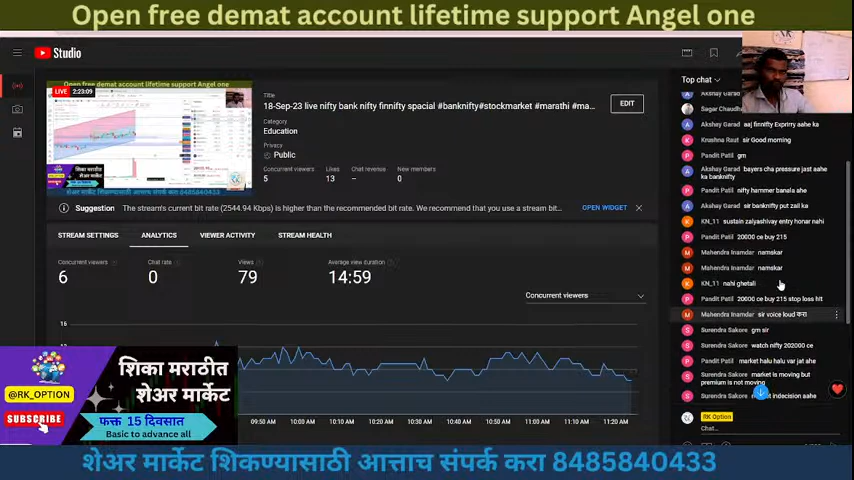 Open free demat account lifetime support Angel one
Studio
Open free demat account lifetime support Angel one
LIVE 2:23:09
Title
18-Sep-23 live nifty bank nifty finnifty spacial #banknifty#stockmarket #marathi #ma...
EDIT
Category
Education
Privacy
Public
Concurrent viewers
5
Likes
13
Chat revenue
–
New members
0
Suggestion The stream's current bit rate (2544.94 Kbps) is higher than the recommended bit rate. We recommend that you use a stream bit...
OPEN WIDGET
STREAM SETTINGS ANALYTICS VIEWER ACTIVITY STREAM HEALTH
Concurrent viewers
6
Chat rate
0
Views
79
Average view duration
14:59
Concurrent viewers
16
09:50 AM 10:00 AM 10:10 AM 10:20 AM 10:30 AM 10:40 AM 10:50 AM 11:00 AM 11:10 AM 11:20 AM
Top chat
Akshay Garad
Sagar Chaudh
Akshay Garad aaj finnifty Expriry aahe ka
Krushna Raut sir Good morning
Pandit Patil gm
Akshay Garad bayers cha pressure jast aahe
ka banknifty
Pandit Patil nifty hammer banala ahe
Akshay Garad sir banknifty put zail ka
KN_11 sustain zalyashivay entry honar nahi
Pandit Patil 20000 ce buy 215
Mahendra Inamdar namskar
Mahendra Inamdar namskar
KN_11 nahi ghetali
Pandit Patil 20000 ce buy 215 stop loss hit
Mahendra Inamdar sir voice loud करा
Surendra Sakore gm sir
Surendra Sakore watch nifty 202000 ce
Pandit Patil market halu halu var jat ahe
Surendra Sakore market is moving but
premium is not moving
Surendra Sakore indecision aahe
RK Option
Chat...
@RK_OPTION
SUBSCRIBE
शिका मराठीत
शेअर मार्केट
फक्त 15 दिवसात
Basic to advance all
शेअर मार्केट शिकण्यासाठी आत्ताच संपर्क करा 8485840433